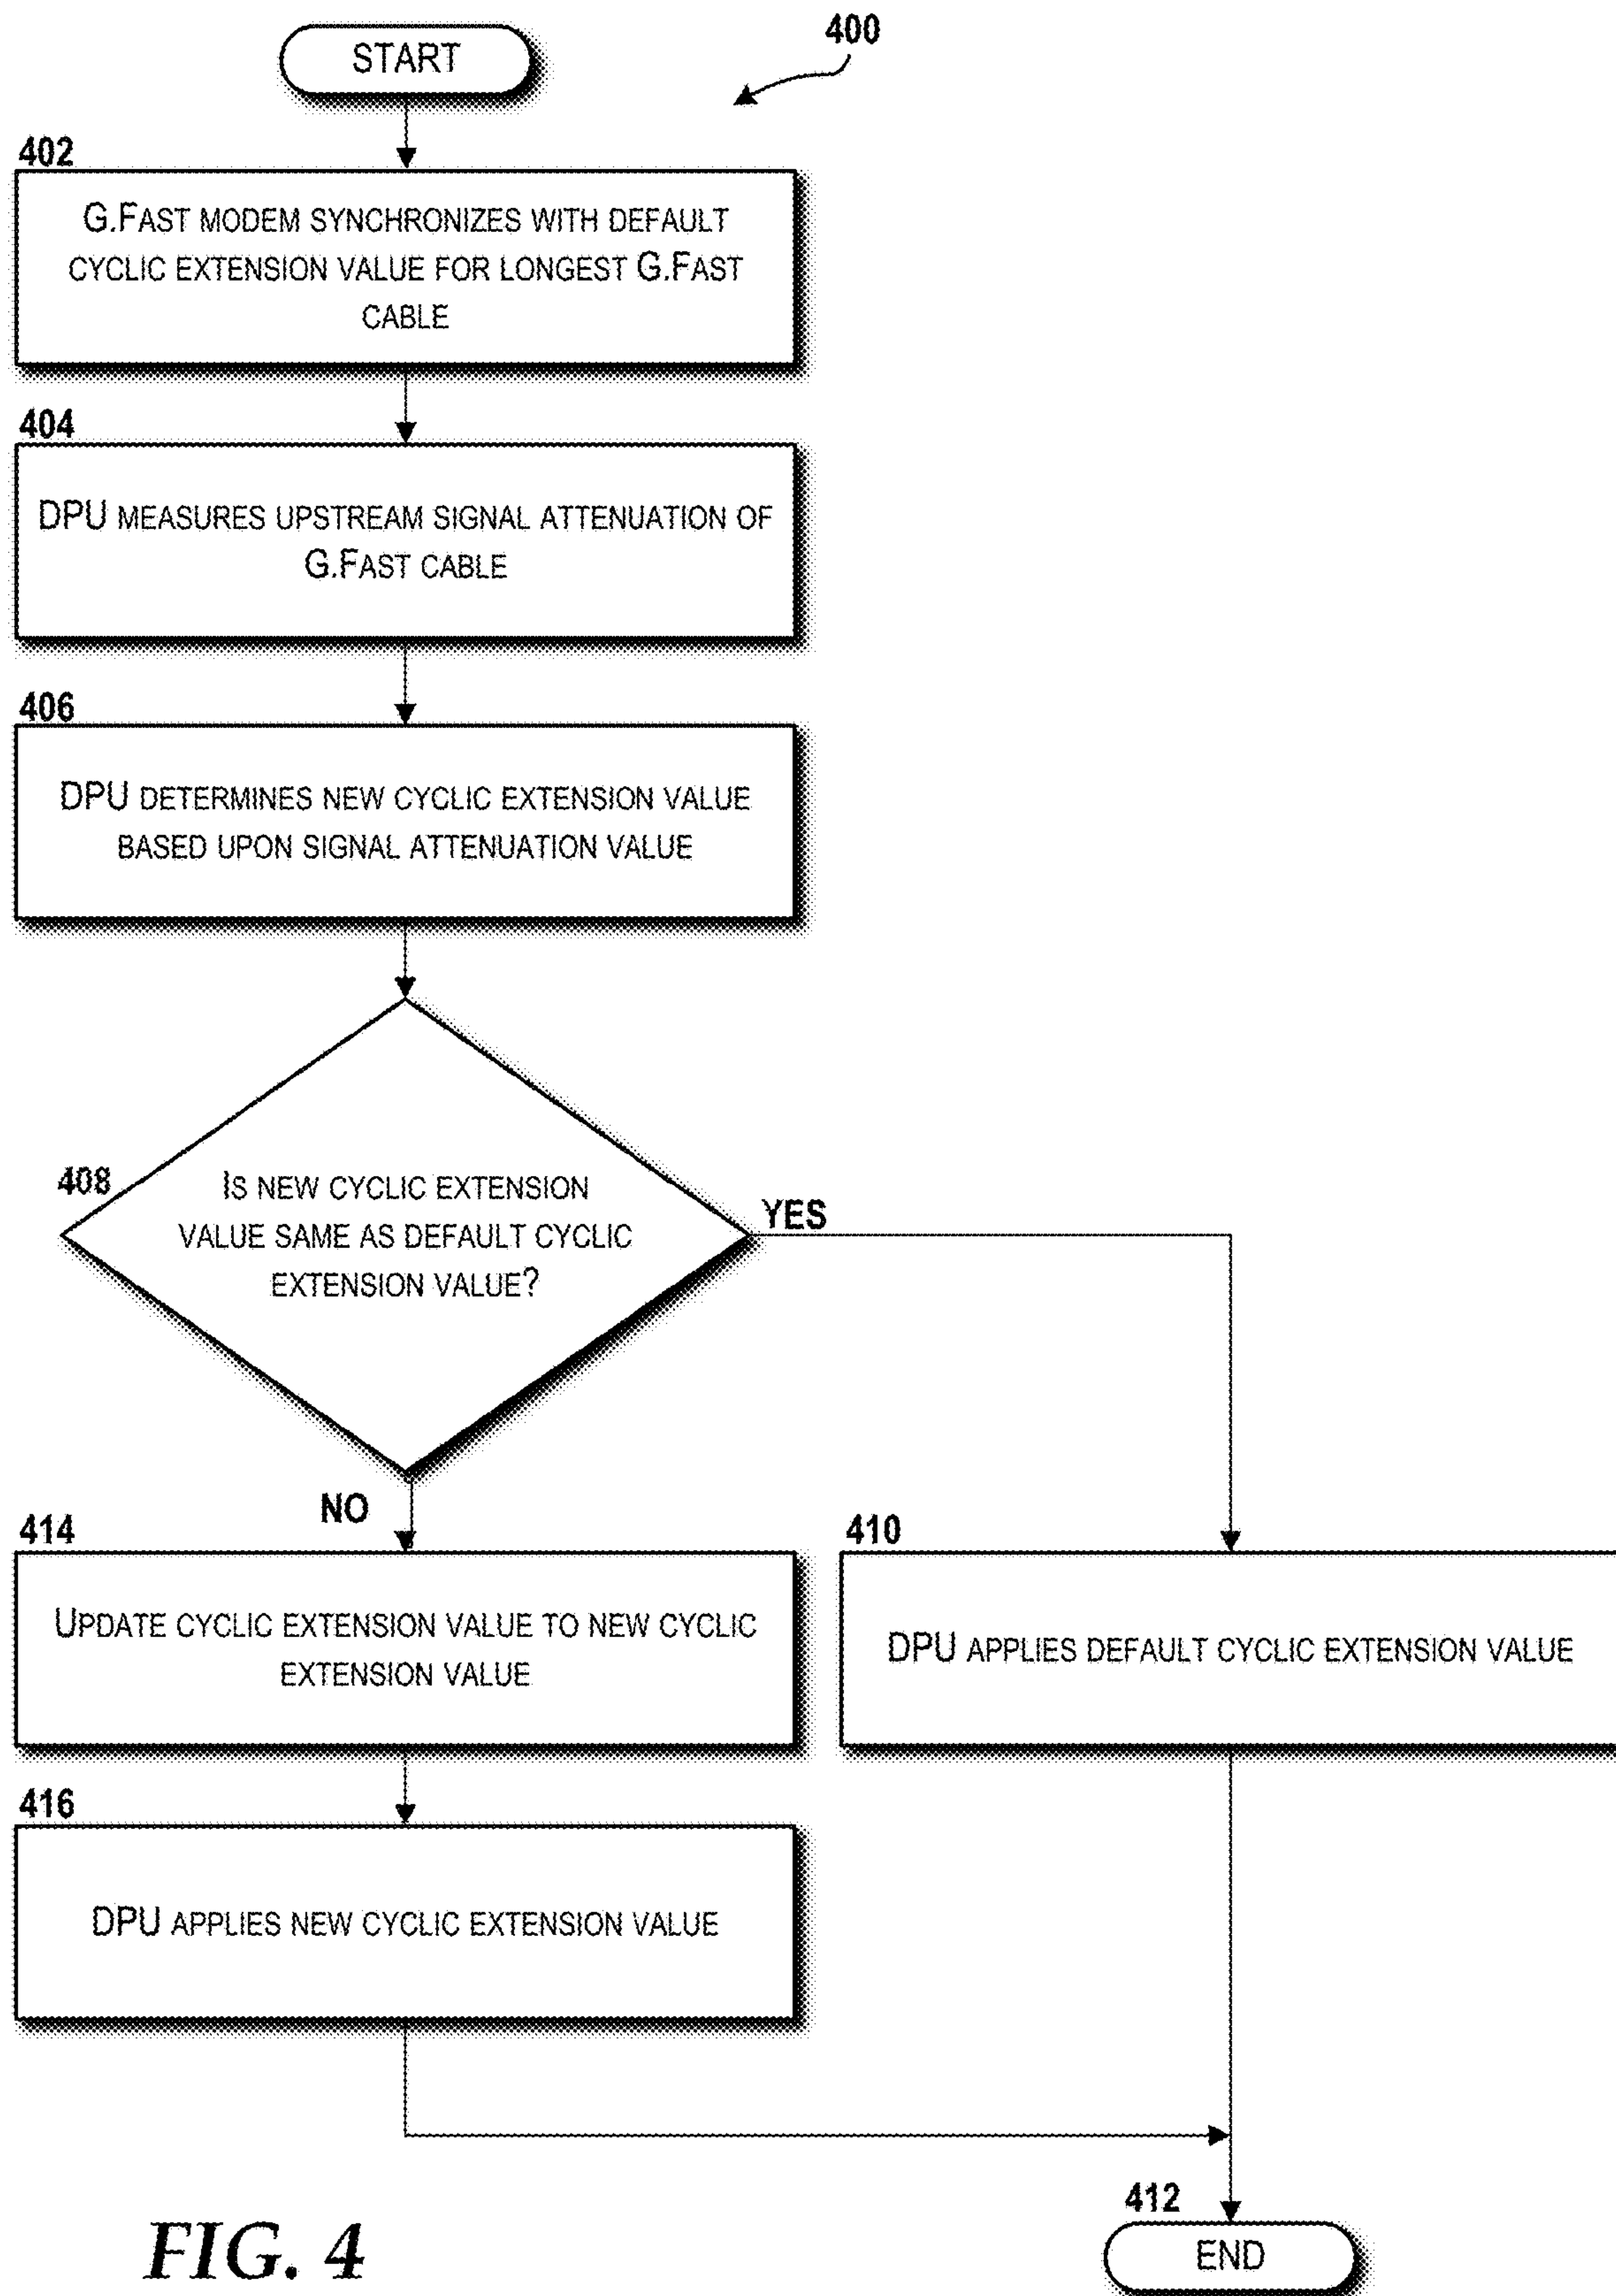 START
400
402
G.FAST MODEM SYNCHRONIZES WITH DEFAULT
CYCLIC EXTENSION VALUE FOR LONGEST G.FAST
CABLE
404
DPU MEASURES UPSTREAM SIGNAL ATTENUATION OF
G.FAST CABLE
406
DPU DETERMINES NEW CYCLIC EXTENSION VALUE
BASED UPON SIGNAL ATTENUATION VALUE
408
IS NEW CYCLIC EXTENSION
VALUE SAME AS DEFAULT CYCLIC
EXTENSION VALUE?
YES
NO
414
UPDATE CYCLIC EXTENSION VALUE TO NEW CYCLIC
EXTENSION VALUE
410
DPU APPLIES DEFAULT CYCLIC EXTENSION VALUE
416
DPU APPLIES NEW CYCLIC EXTENSION VALUE
412
END
FIG. 4